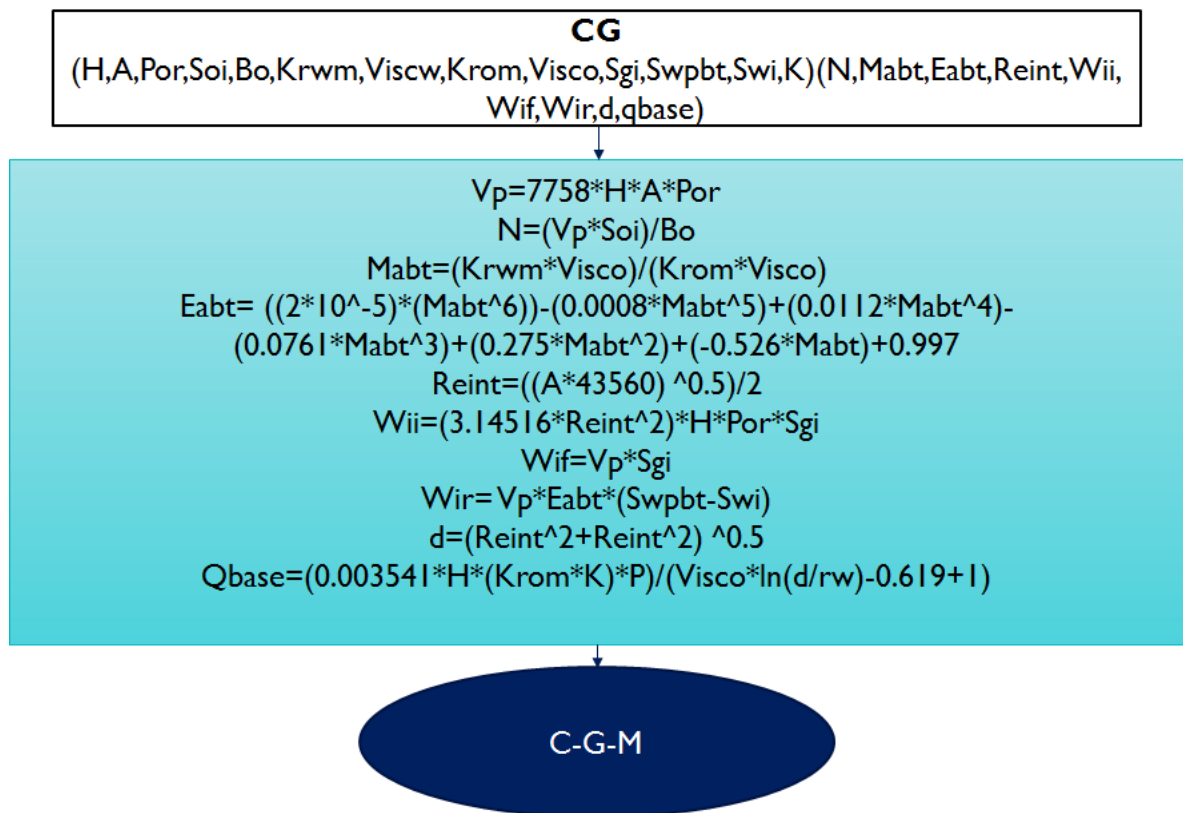 CG
(H,A,Por,Soi,Bo,Krwm,Viscw,Krom,Visco,Sgi,Swpbt,Swi,K)(N,Mabt,Eabt,Reint,Wii,
Wif,Wir,d,qbase)
Vp=7758*H*A*Por
N=(Vp*Soi)/Bo
Mabt=(Krwm*Visco)/(Krom*Visco)
Eabt= ((2*10^-5)*(Mabt^6))-(0.0008*Mabt^5)+(0.0112*Mabt^4)-
(0.0761*Mabt^3)+(0.275*Mabt^2)+(-0.526*Mabt)+0.997
Reint=((A*43560) ^0.5)/2
Wii=(3.14516*Reint^2)*H*Por*Sgi
Wif=Vp*Sgi
Wir= Vp*Eabt*(Swpbt-Swi)
d=(Reint^2+Reint^2) ^0.5
Qbase=(0.003541*H*(Krom*K)*P)/(Visco*ln(d/rw)-0.619+1)
C-G-M